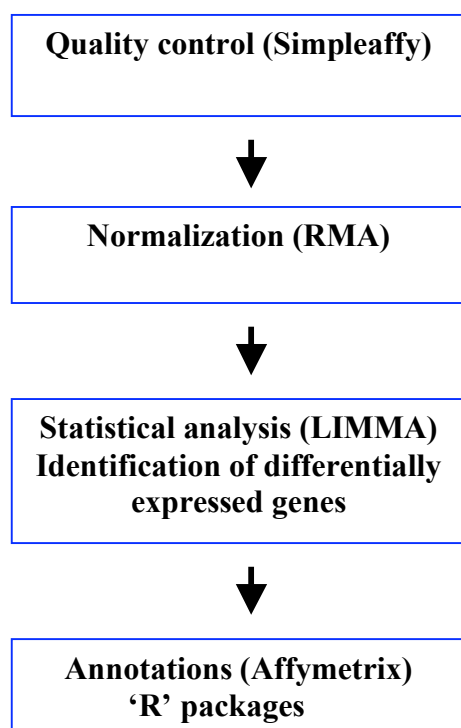 Quality control (Simpleaffy)
Normalization (RMA)
Statistical analysis (LIMMA)
Identification of differentially
expressed genes
Annotations (Affymetrix)
‘R’ packages